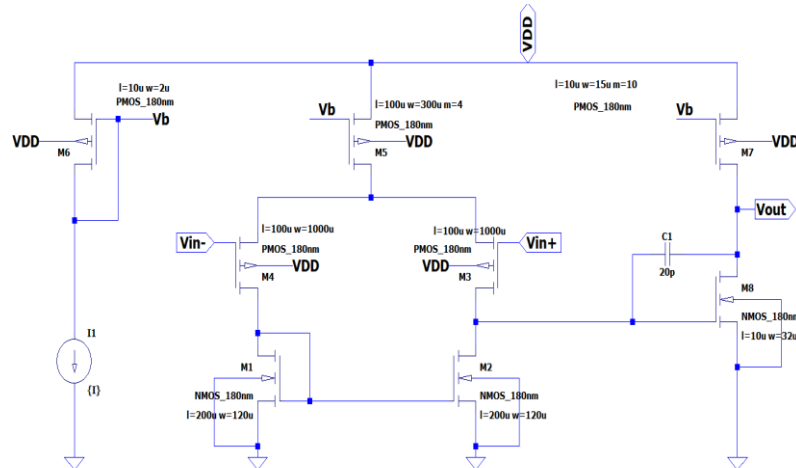 VDD
l=10u w=2u
PMOS_180nm
Vb
VDD
M6
Vb
l=100u w=300u m=4
PMOS_180nm
VDD
M5
l=10u w=15u m=10
PMOS_180nm
Vb
VDD
M7
Vout
l=100u w=1000u
Vin-
PMOS_180nm
VDD
M4
l=100u w=1000u
Vin+
PMOS_180nm
VDD
M3
C1
20p
M8
NMOS_180nm
l=10u w=32u
I1
{I}
M1
NMOS_180nm
l=200u w=120u
M2
NMOS_180nm
l=200u w=120u